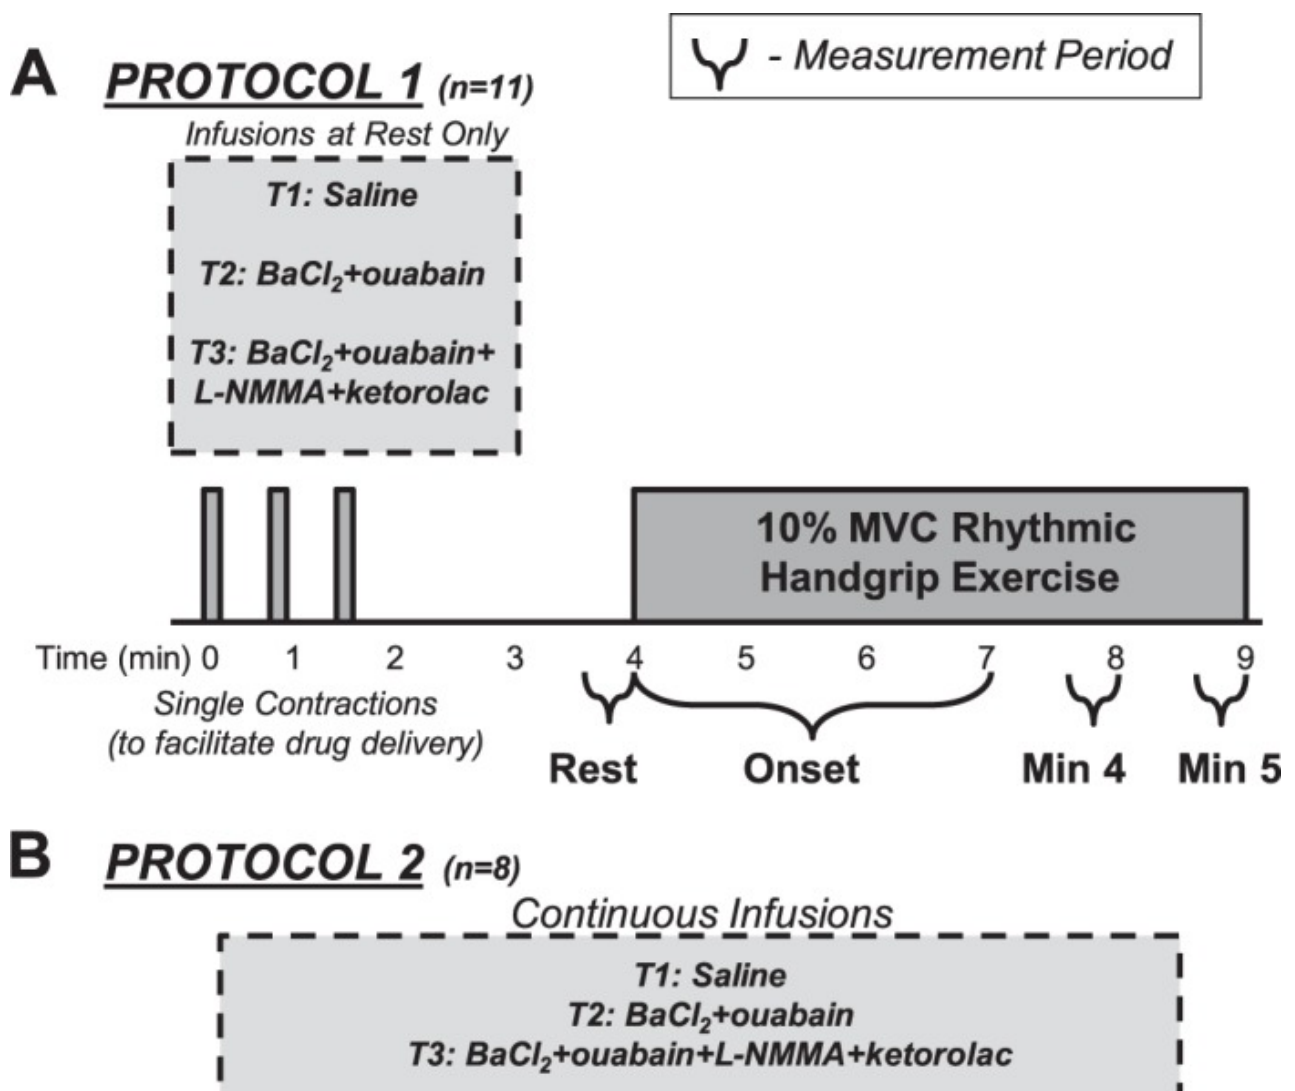 A PROTOCOL 1 (n=11)
- Measurement Period
Infusions at Rest Only
T1: Saline
T2: BaCl₂+ouabain
T3: BaCl₂+ouabain+
L-NMMA+ketorolac
10% MVC Rhythmic
Handgrip Exercise
Time (min) 0 1 2 3 4 5 6 7 8 9
Single Contractions
(to facilitate drug delivery)
Rest Onset Min 4 Min 5
B PROTOCOL 2 (n=8)
Continuous Infusions
T1: Saline
T2: BaCl₂+ouabain
T3: BaCl₂+ouabain+L-NMMA+ketorolac